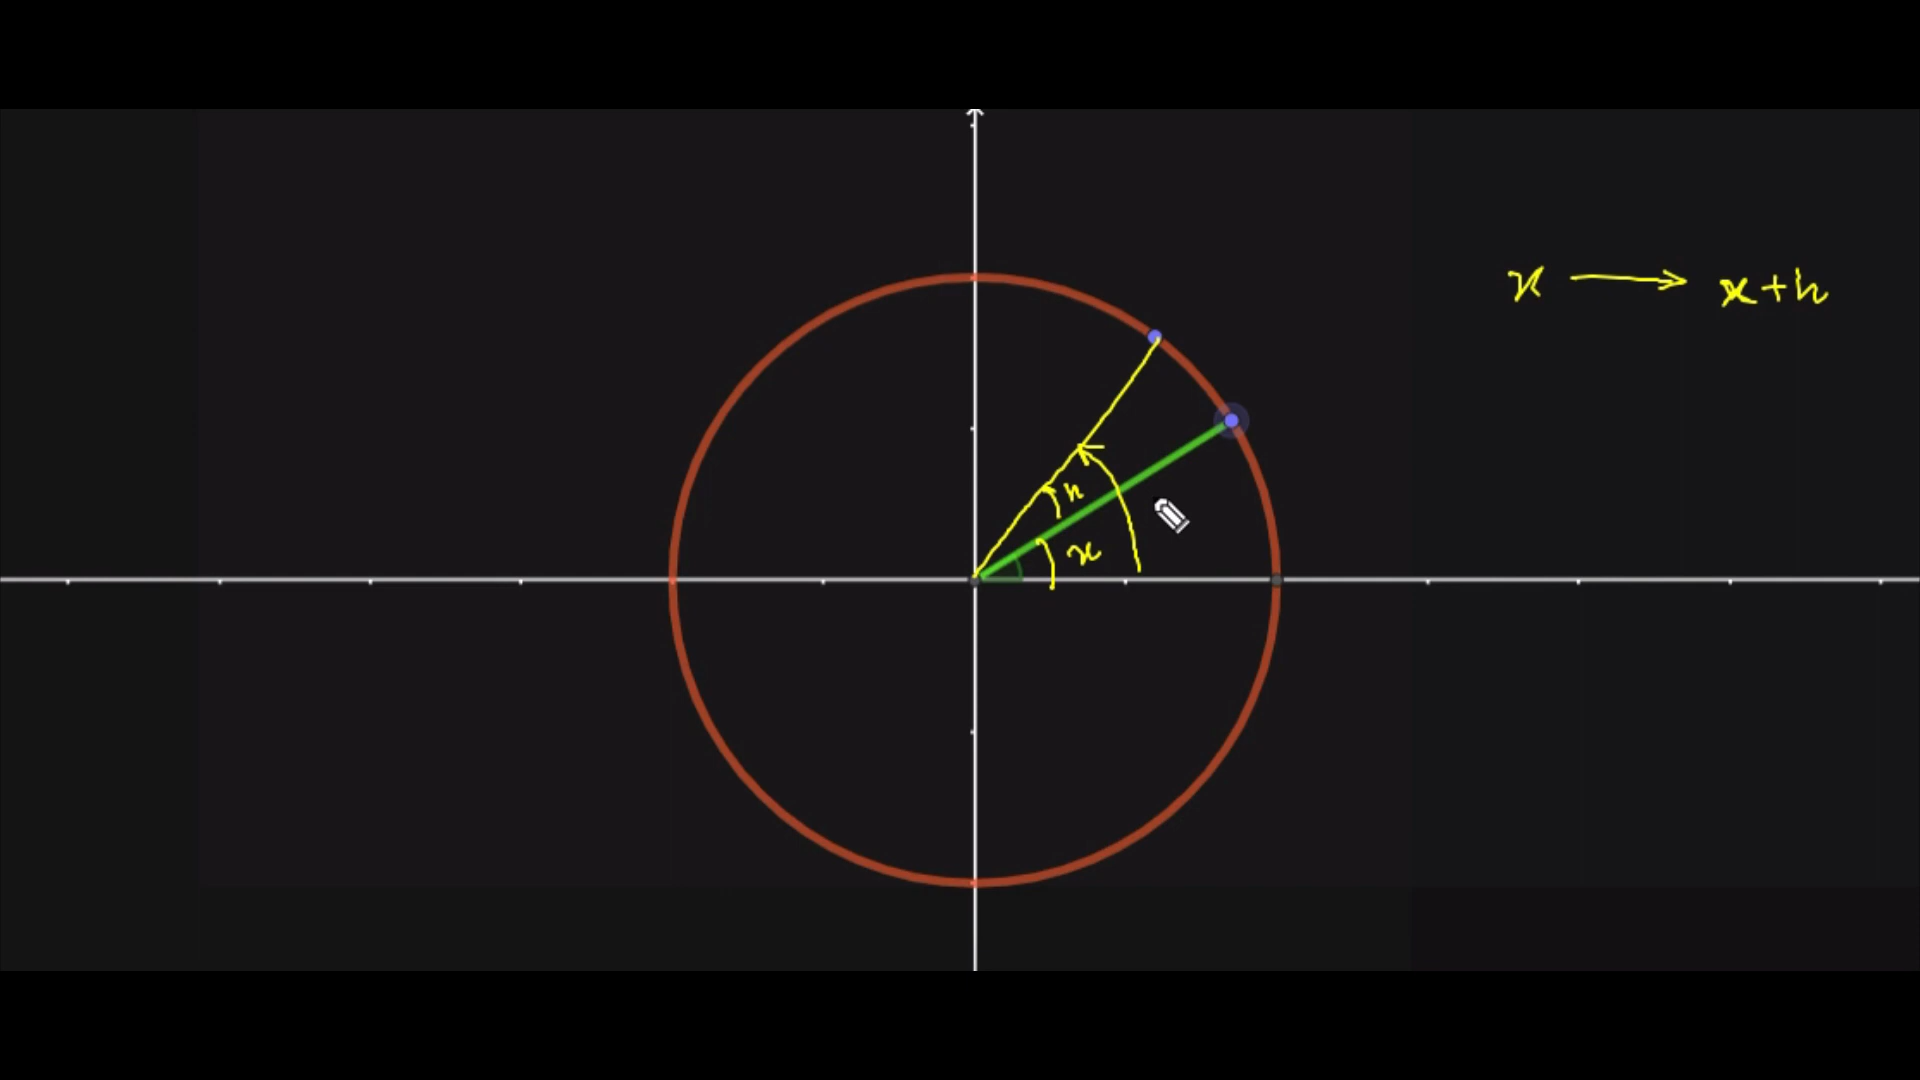 x → x+h
h
x